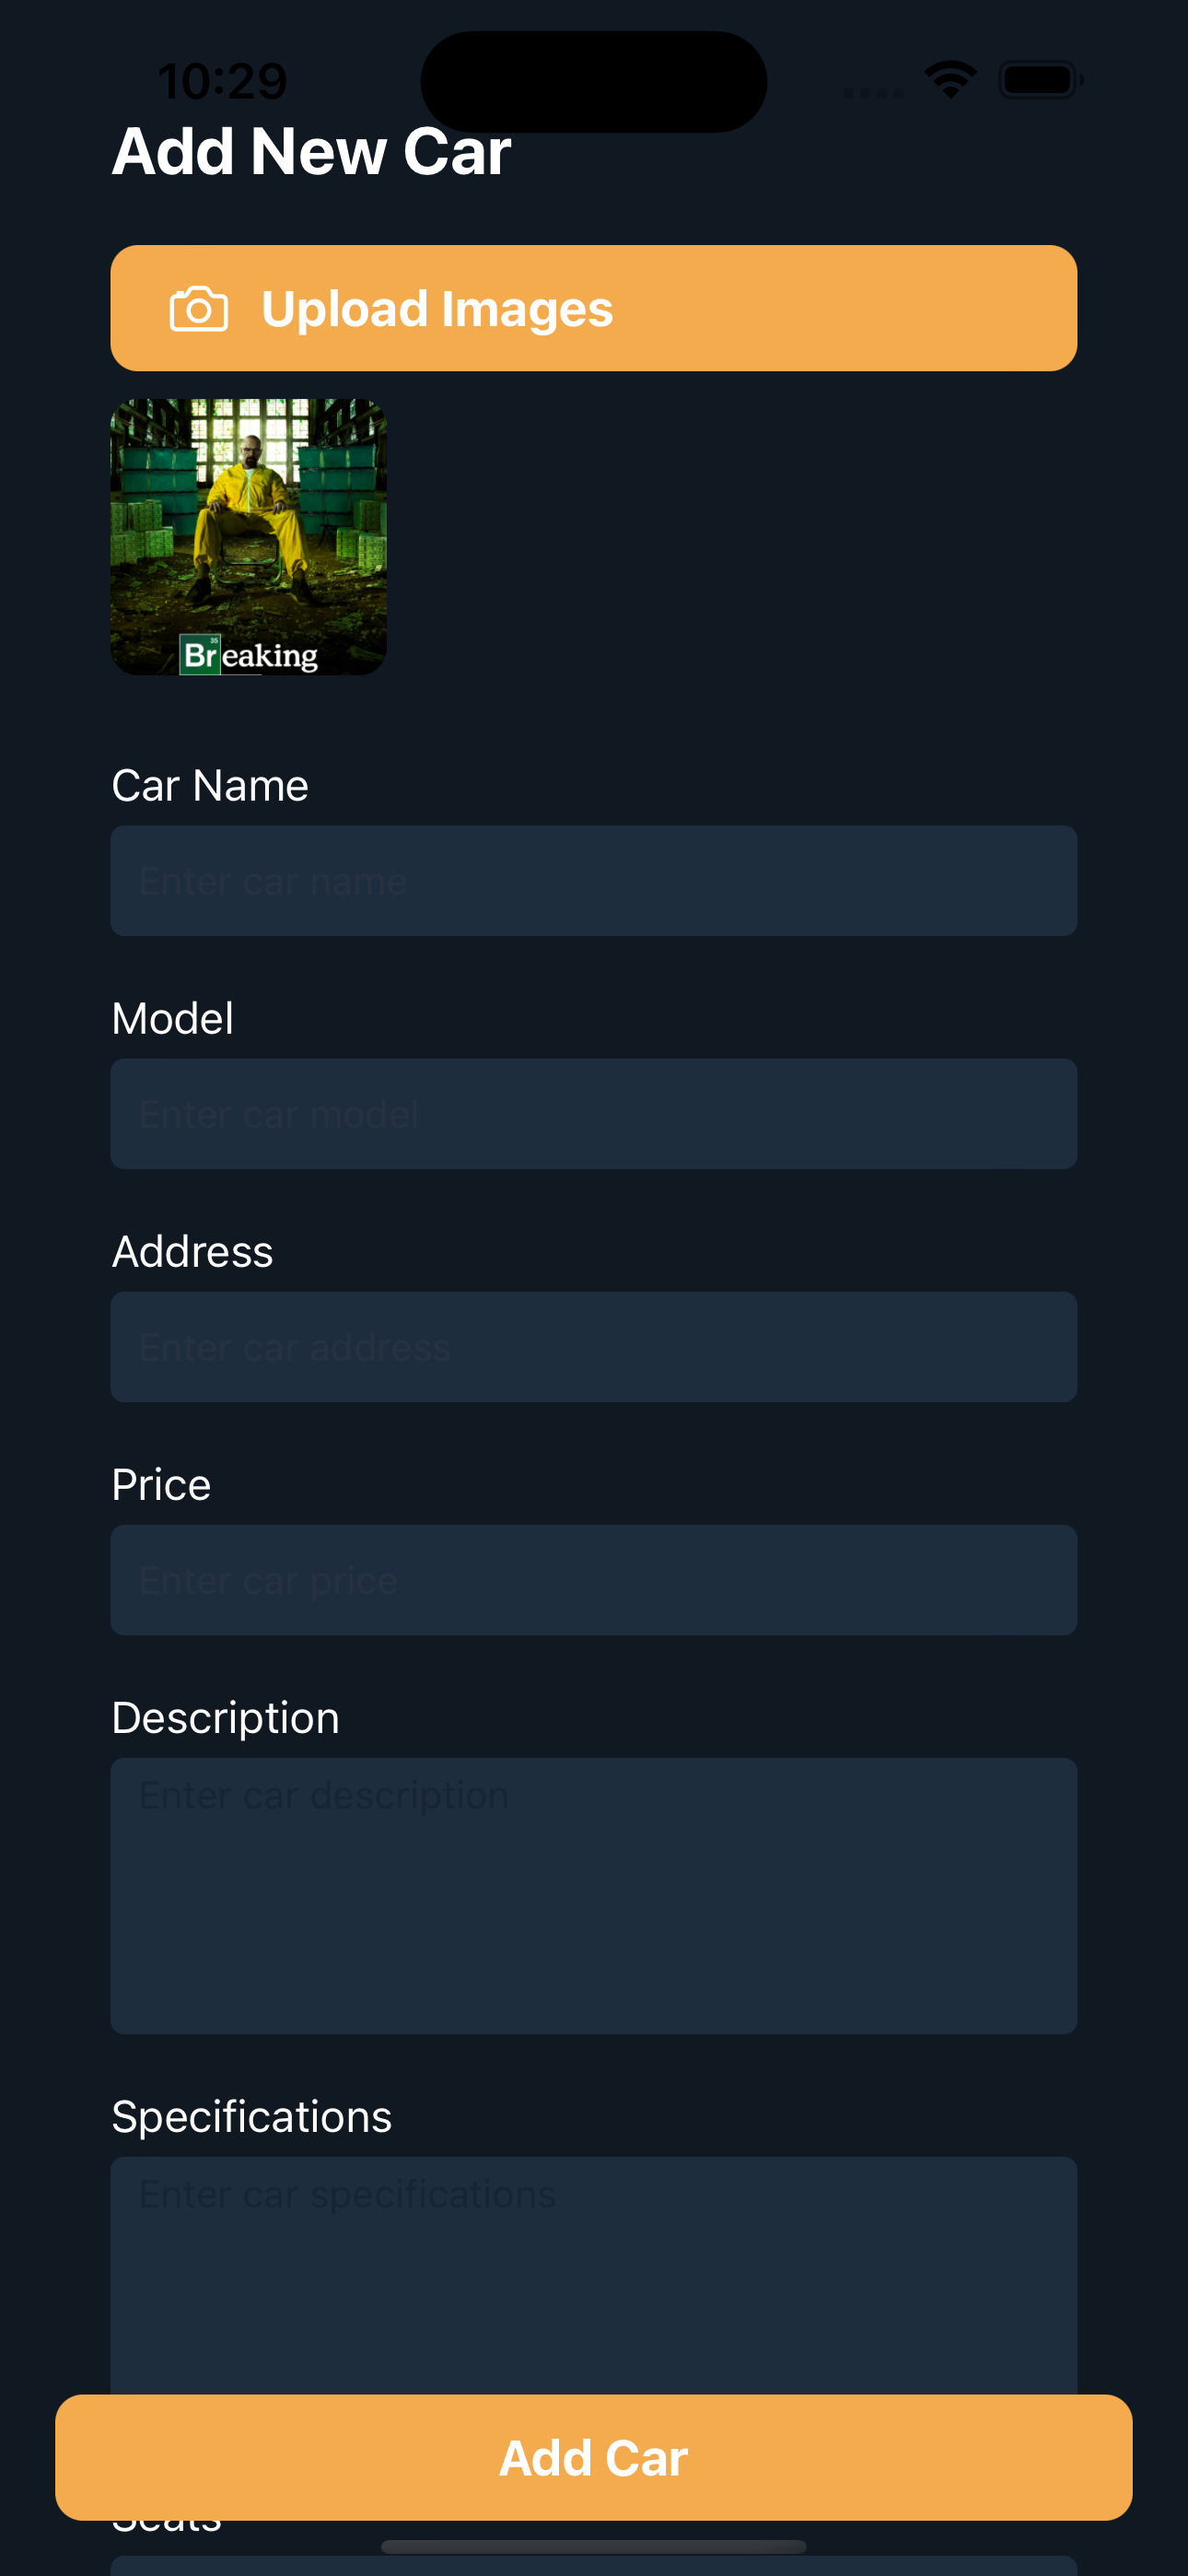 10:29
Add New Car
Upload Images
35
Breaking
Car Name
Enter car name
Model
Enter car model
Address
Enter car address
Price
Enter car price
Description
Enter car description
Specifications
Enter car specifications
Add Car
Seats